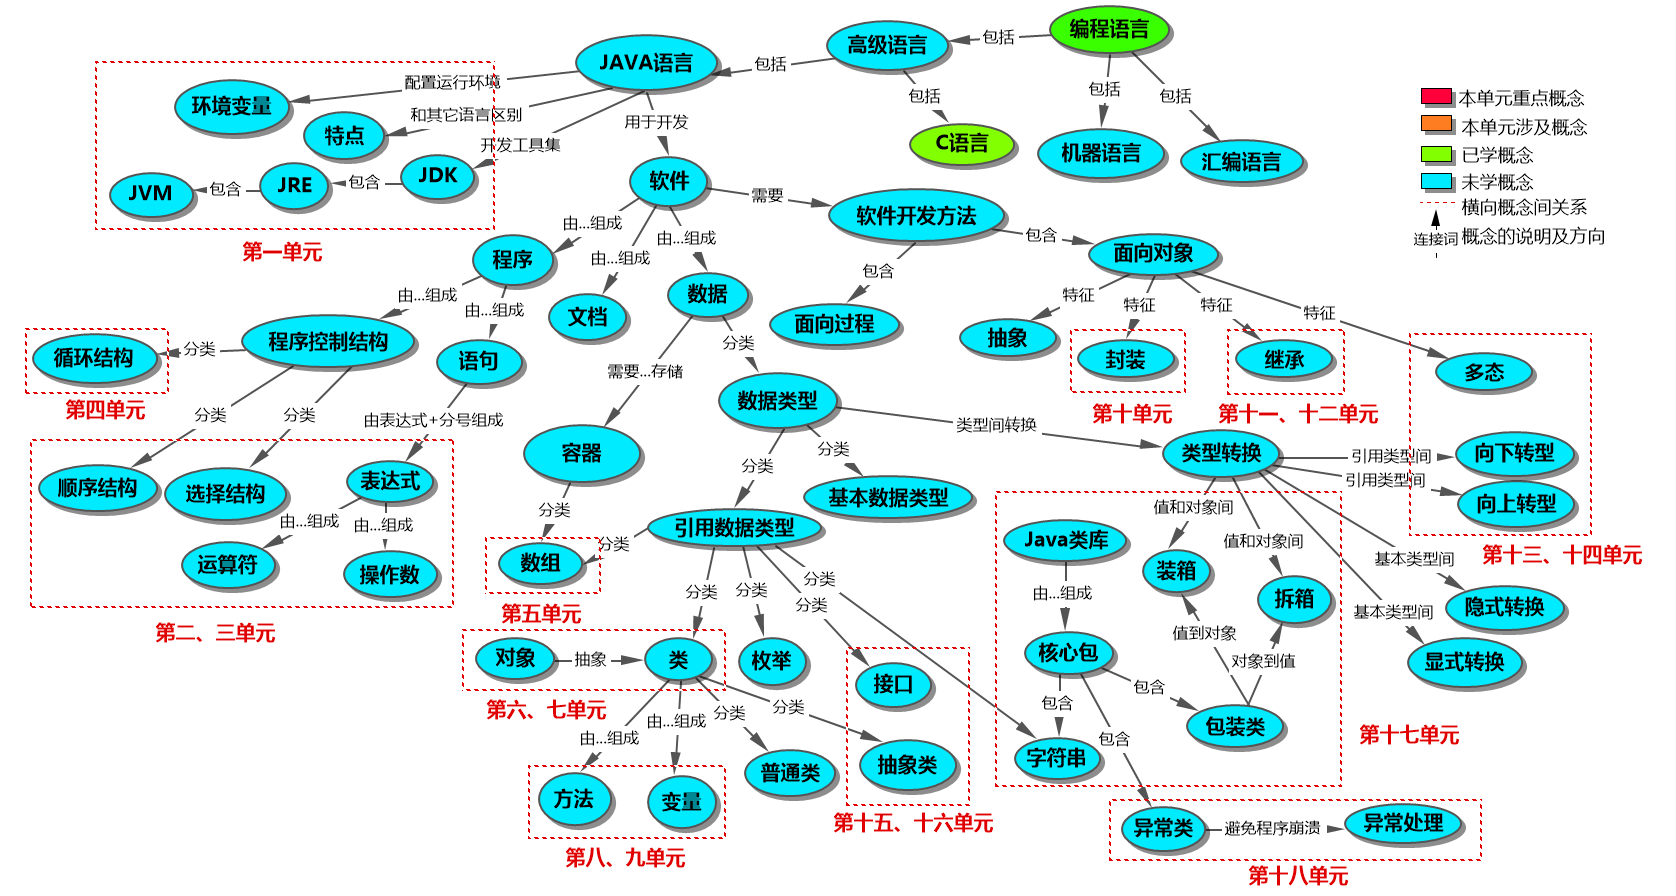 编程语言
包括
高级语言
包括
JAVA语言
包括
C语言
包括
机器语言
包括
汇编语言
配置运行环境
环境变量
和其它语言区别
特点
开发工具集
JDK
包含
JRE
包含
JVM
第一单元
用于开发
软件
需要
软件开发方法
包含
面向过程
包含
面向对象
特征
抽象
特征
封装
第十单元
特征
继承
第十一、十二单元
特征
多态
本单元重点概念
本单元涉及概念
已学概念
未学概念
横向概念间关系
连接词
概念的说明及方向
由...组成
程序
由...组成
文档
由...组成
数据
由...组成
程序控制结构
由...组成
语句
分类
循环结构
第四单元
分类
顺序结构
分类
选择结构
由表达式+分号组成
表达式
由...组成
运算符
由...组成
操作数
第二、三单元
需要...存储
容器
分类
数组
第五单元
分类
数据类型
分类
引用数据类型
分类
基本数据类型
类型间转换
类型转换
引用类型间
向下转型
引用类型间
向上转型
第十三、十四单元
值和对象间
装箱
值和对象间
拆箱
基本类型间
隐式转换
基本类型间
显式转换
分类
分类
类
分类
枚举
分类
接口
分类
字符串
对象
抽象
第六、七单元
由...组成
方法
由...组成
变量
第八、九单元
分类
普通类
分类
抽象类
第十五、十六单元
Java类库
由...组成
核心包
包含
包含
包装类
值到对象
对象到值
第十七单元
包含
异常类
避免程序崩溃
异常处理
第十八单元